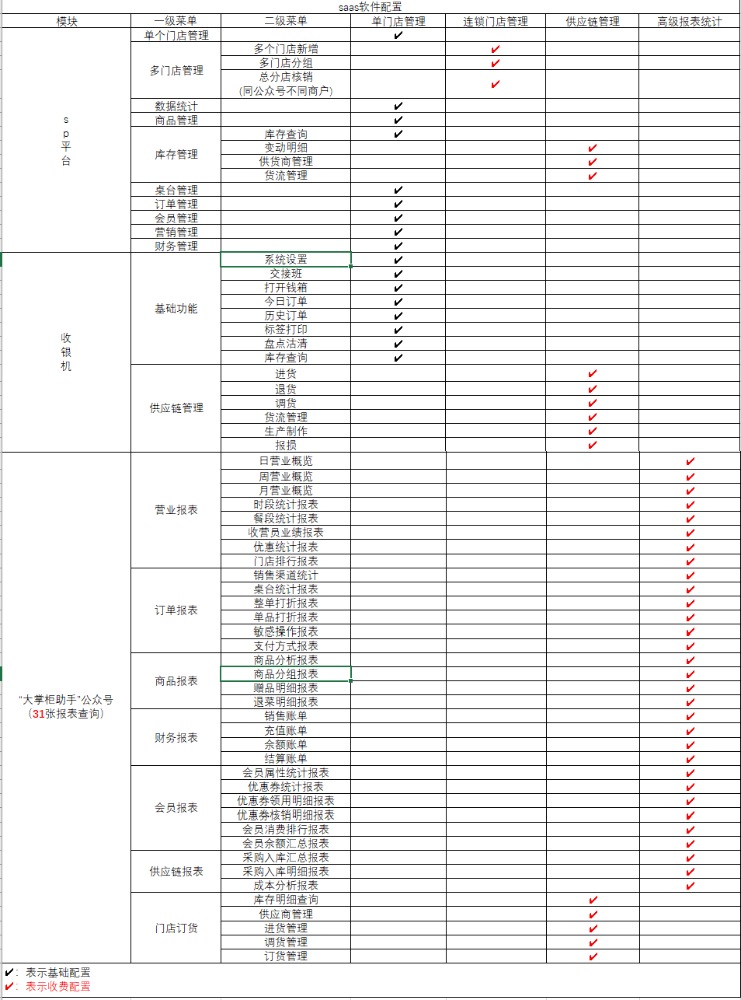 saas软件配置
模块 一级菜单 二级菜单 单门店管理 连锁门店管理 供应链管理 高级报表统计
sp平台
单个门店管理 ✔
多门店管理
多个门店新增 ✔
多门店分组 ✔
总分店核销
(同公众号不同商户) ✔
数据统计 ✔
商品管理 ✔
库存管理
库存查询 ✔
变动明细 ✔
供货商管理 ✔
货流管理 ✔
桌台管理 ✔
订单管理 ✔
会员管理 ✔
营销管理 ✔
财务管理 ✔
收银机
基础功能
系统设置 ✔
交接班 ✔
打开钱箱 ✔
今日订单 ✔
历史订单 ✔
标签打印 ✔
盘点沽清 ✔
库存查询 ✔
供应链管理
进货 ✔
退货 ✔
调货 ✔
货流管理 ✔
生产制作 ✔
报损 ✔
“大掌柜助手”公众号
（31张报表查询）
营业报表
日营业概览 ✔
周营业概览 ✔
月营业概览 ✔
时段统计报表 ✔
餐段统计报表 ✔
收营员业绩报表 ✔
优惠统计报表 ✔
门店排行报表 ✔
订单报表
销售渠道统计 ✔
桌台统计报表 ✔
整单打折报表 ✔
单品打折报表 ✔
敏感操作报表 ✔
支付方式报表 ✔
商品报表
商品分析报表 ✔
商品分组报表 ✔
赠品明细报表 ✔
退菜明细报表 ✔
财务报表
销售账单 ✔
充值账单 ✔
余额账单 ✔
结算账单 ✔
会员报表
会员属性统计报表 ✔
优惠券统计报表 ✔
优惠券领用明细报表 ✔
优惠券核销明细报表 ✔
会员消费排行报表 ✔
会员余额汇总报表 ✔
供应链报表
采购入库汇总报表 ✔
采购入库明细报表 ✔
成本分析报表 ✔
门店订货
库存明细查询 ✔
供应商管理 ✔
进货管理 ✔
调货管理 ✔
订货管理 ✔
✔：表示基础配置
✔：表示收费配置